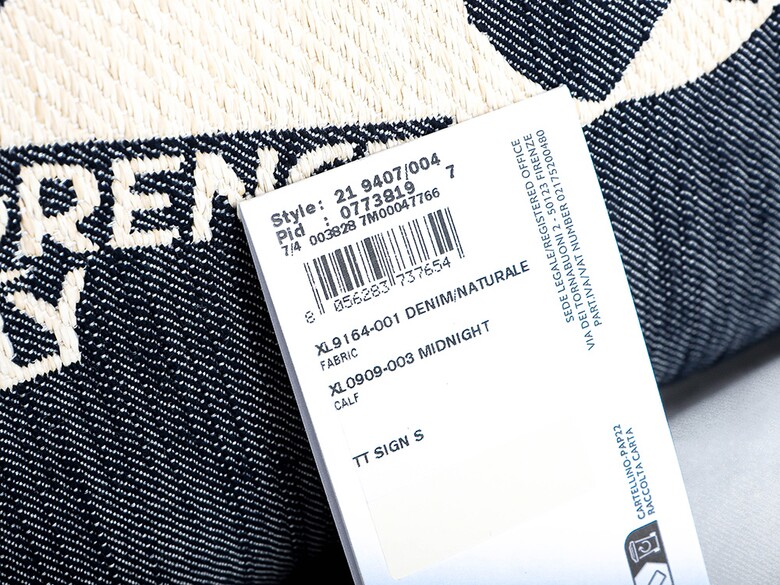 RENCE
LY
Style: 21 9407/004
Pid : 0773819 7
7/4 003828 7M00047766
8 056283 737654
XL9164-001 DENIM/NATURALE
FABRIC
XL0909-003 MIDNIGHT
CALF
TT SIGN S
SEDE LEGALE/REGISTERED OFFICE
VIA DEI TORNABUONI 2, - 50123 FIRENZE
PART.IVA/VAT NUMBER 02175200480
CARTELLINO-PAP22
RACCOLTA CARTA